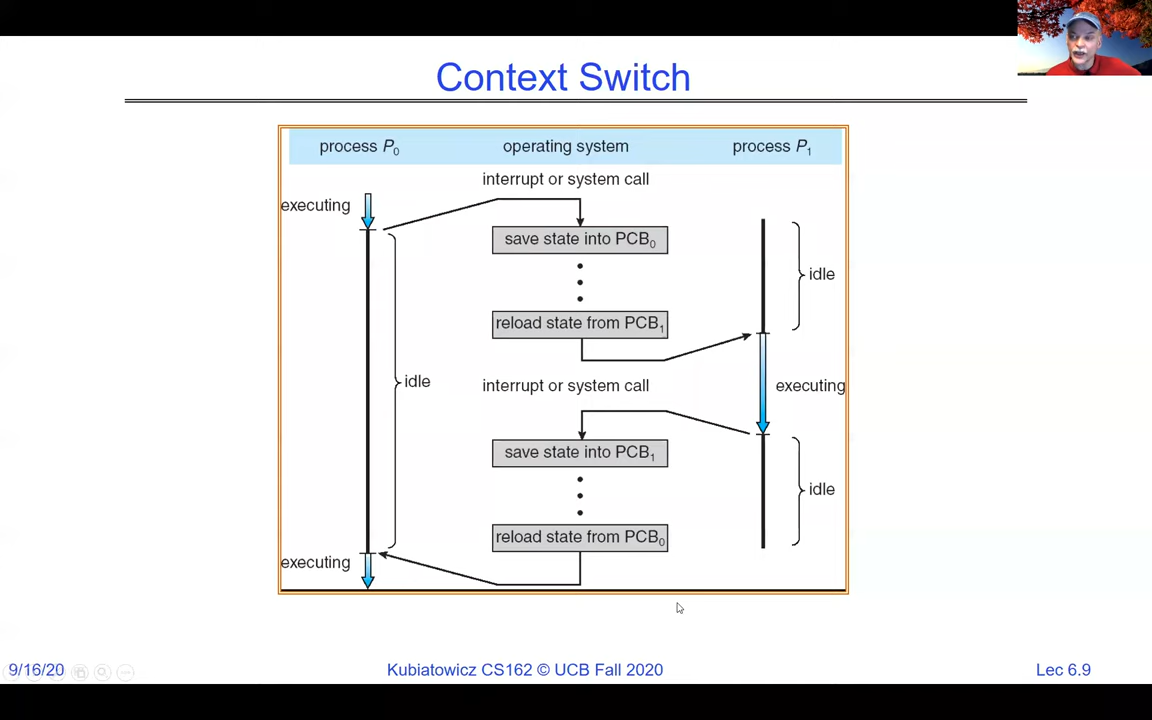 Context Switch
process P₀ operating system process P₁
interrupt or system call
executing
save state into PCB₀
idle
reload state from PCB₁
idle
interrupt or system call
executing
save state into PCB₁
idle
reload state from PCB₀
executing
9/16/20
Kubiatowicz CS162 © UCB Fall 2020
Lec 6.9